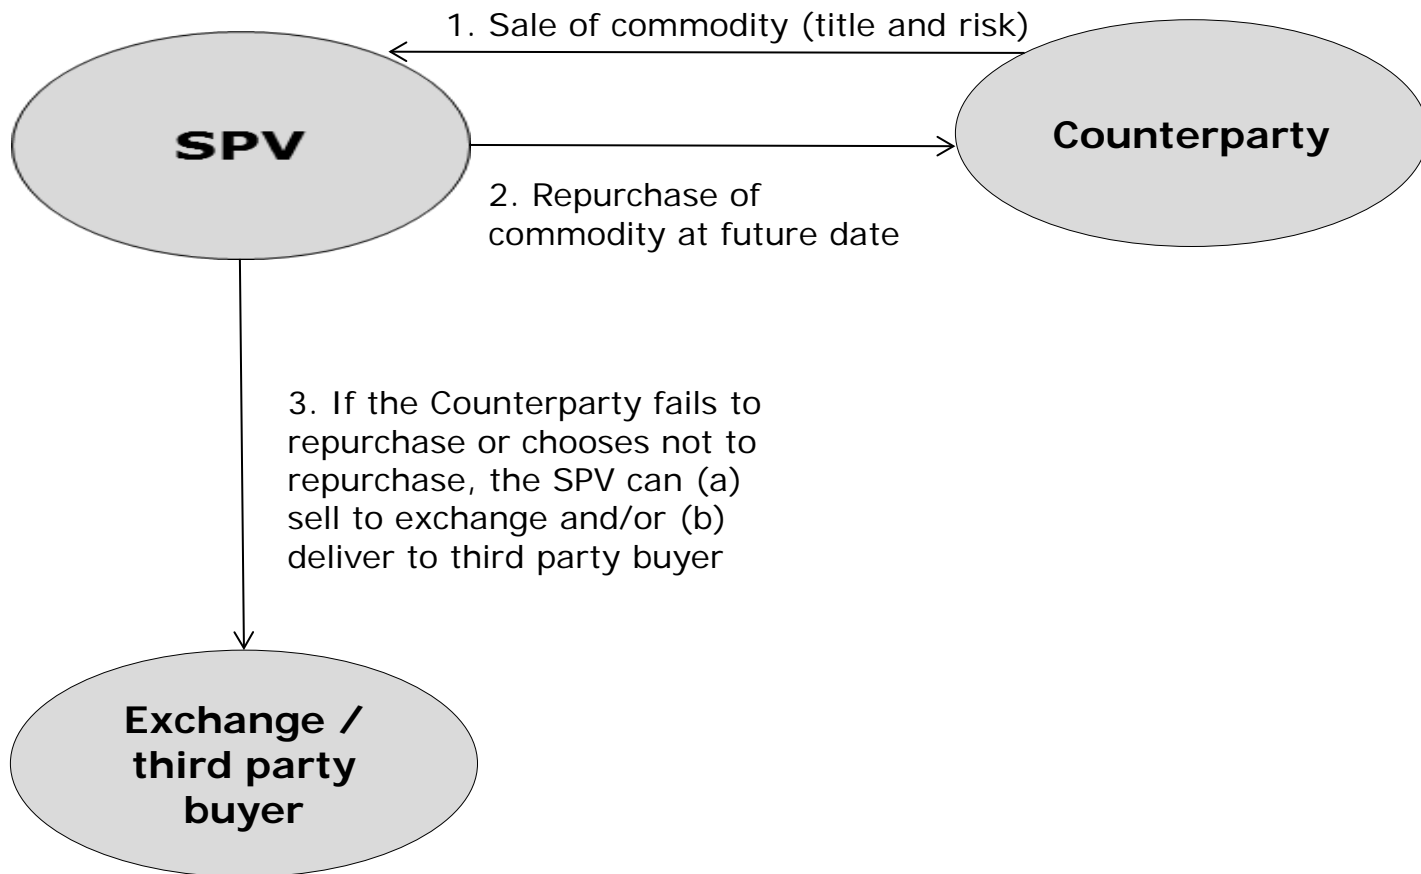 1. Sale of commodity (title and risk)
SPV
Counterparty
2. Repurchase of
commodity at future date
3. If the Counterparty fails to
repurchase or chooses not to
repurchase, the SPV can (a)
sell to exchange and/or (b)
deliver to third party buyer
Exchange /
third party
buyer